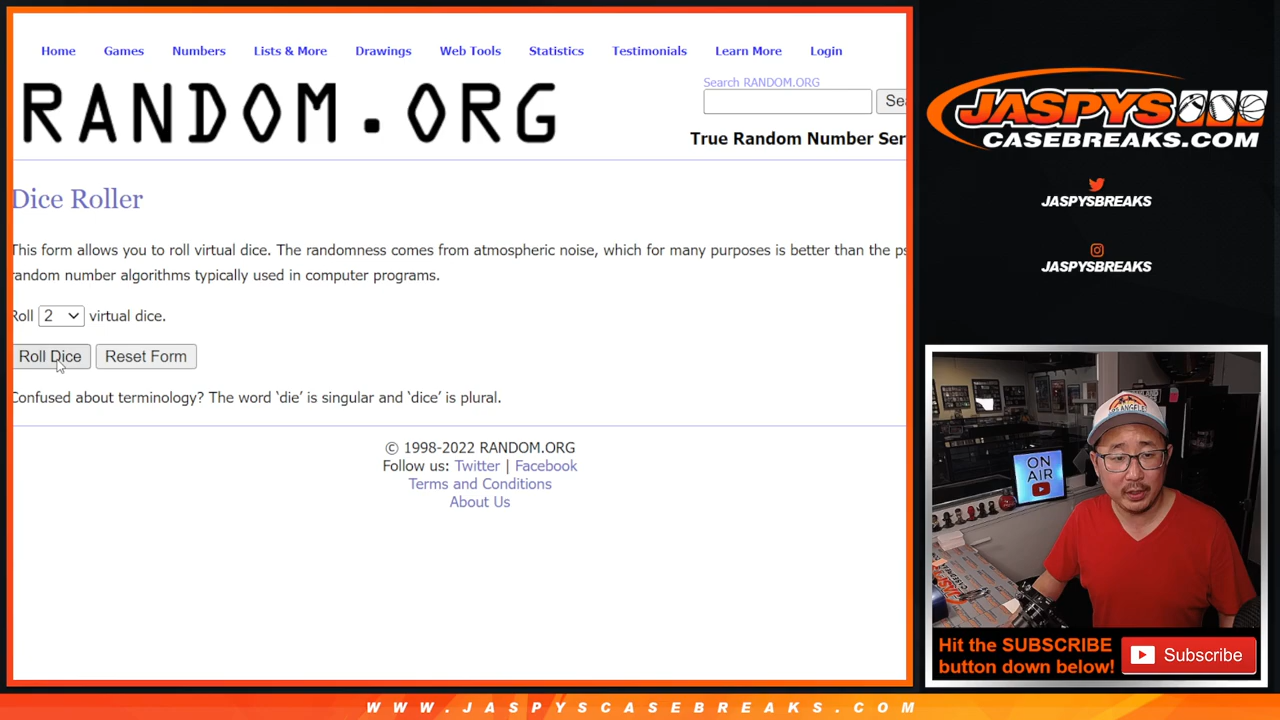 Home Games Numbers Lists & More Drawings Web Tools Statistics Testimonials Learn More Login
RANDOM.ORG
Search RANDOM.ORG
True Random Number Ser
Dice Roller
This form allows you to roll virtual dice. The randomness comes from atmospheric noise, which for many purposes is better than the ps
random number algorithms typically used in computer programs.
Roll 2 virtual dice.
Roll Dice Reset Form
Confused about terminology? The word ‘die’ is singular and ‘dice’ is plural.
© 1998-2022 RANDOM.ORG
Follow us: Twitter | Facebook
Terms and Conditions
About Us
JASPYS
CASEBREAKS.COM
JASPYSBREAKS
JASPYSBREAKS
ON
AIR
Hit the SUBSCRIBE
button down below!
Subscribe
WWW.JASPYSCASEBREAKS.COM